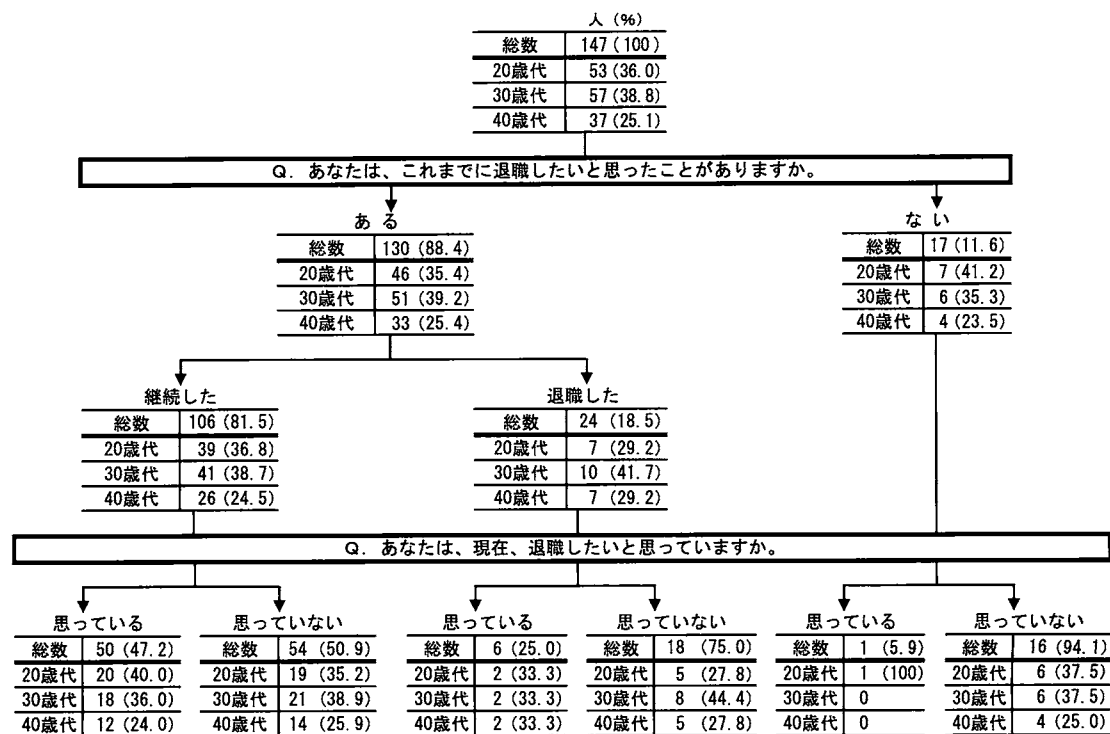 人 (%)
総数 147 (100)
20歳代 53 (36.0)
30歳代 57 (38.8)
40歳代 37 (25.1)
Q. あなたは、これまでに退職したいと思ったことがありますか。
ある
総数 130 (88.4)
20歳代 46 (35.4)
30歳代 51 (39.2)
40歳代 33 (25.4)
ない
総数 17 (11.6)
20歳代 7 (41.2)
30歳代 6 (35.3)
40歳代 4 (23.5)
継続した
総数 106 (81.5)
20歳代 39 (36.8)
30歳代 41 (38.7)
40歳代 26 (24.5)
退職した
総数 24 (18.5)
20歳代 7 (29.2)
30歳代 10 (41.7)
40歳代 7 (29.2)
Q. あなたは、現在、退職したいと思っていますか。
思っている
総数 50 (47.2)
20歳代 20 (40.0)
30歳代 18 (36.0)
40歳代 12 (24.0)
思っていない
総数 54 (50.9)
20歳代 19 (35.2)
30歳代 21 (38.9)
40歳代 14 (25.9)
思っている
総数 6 (25.0)
20歳代 2 (33.3)
30歳代 2 (33.3)
40歳代 2 (33.3)
思っていない
総数 18 (75.0)
20歳代 5 (27.8)
30歳代 8 (44.4)
40歳代 5 (27.8)
思っている
総数 1 (5.9)
20歳代 1 (100)
30歳代 0
40歳代 0
思っていない
総数 16 (94.1)
20歳代 6 (37.5)
30歳代 6 (37.5)
40歳代 4 (25.0)